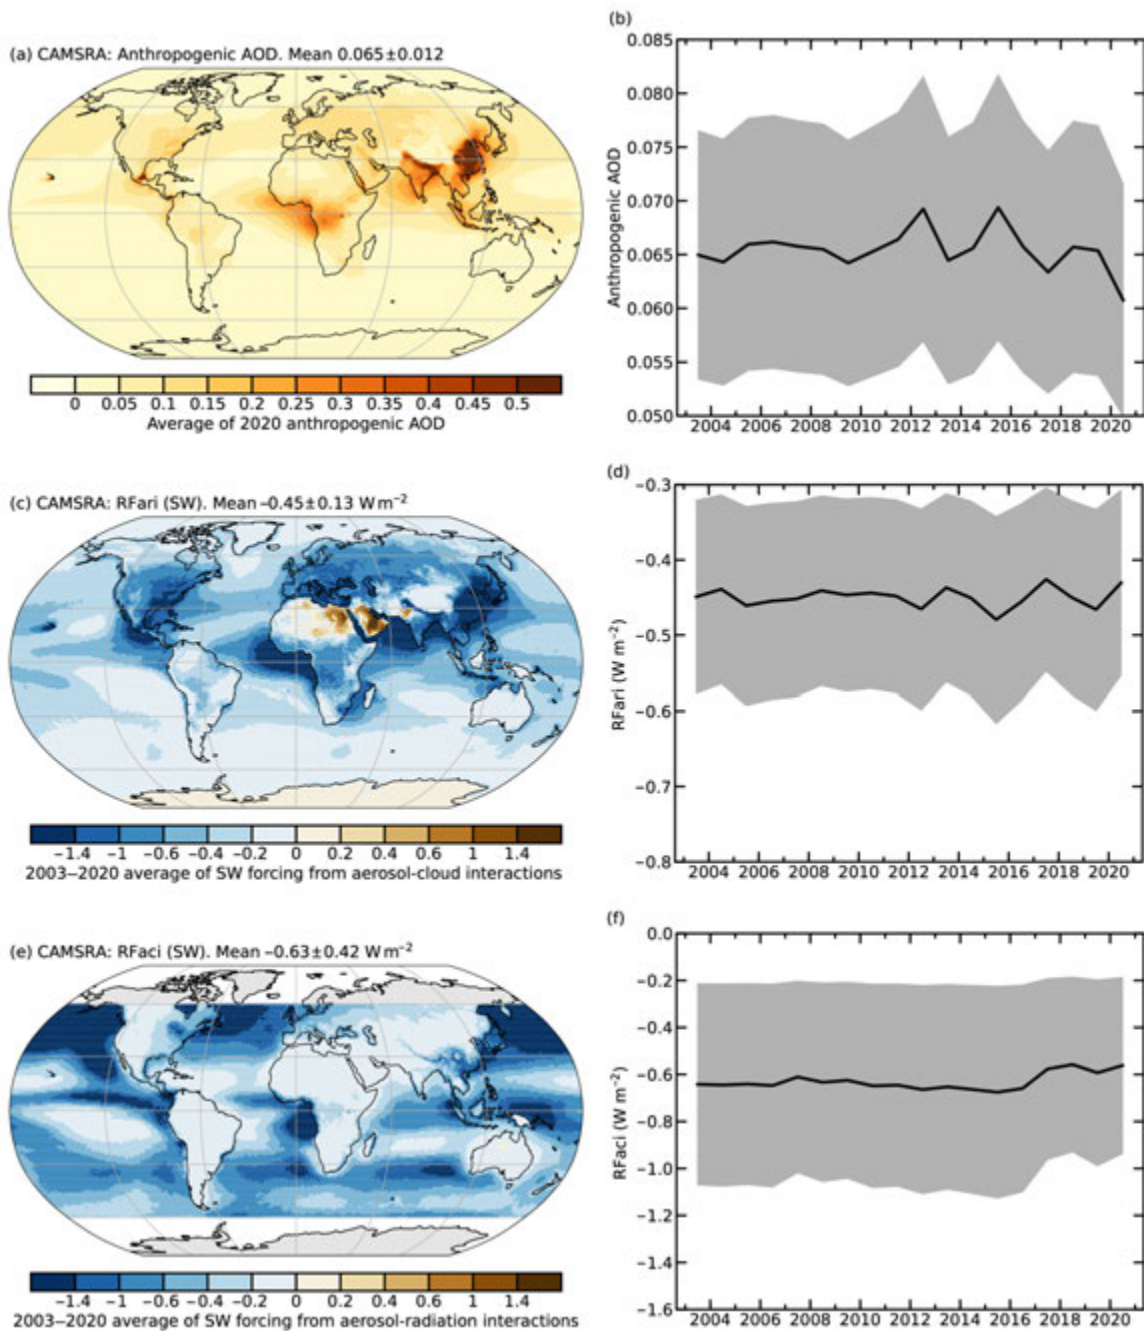 (a) CAMSRA: Anthropogenic AOD. Mean 0.065±0.012
0 0.05 0.1 0.15 0.2 0.25 0.3 0.35 0.4 0.45 0.5
Average of 2020 anthropogenic AOD
(b)
0.085
0.080
0.075
0.070
0.065
0.060
0.055
0.050
Anthropogenic AOD
2004 2006 2008 2010 2012 2014 2016 2018 2020
(c) CAMSRA: RFari (SW). Mean –0.45±0.13 W m⁻²
−1.4 −1 −0.6 −0.4 −0.2 0 0.2 0.4 0.6 1 1.4
2003–2020 average of SW forcing from aerosol-cloud interactions
(d)
−0.3
−0.4
−0.5
−0.6
−0.7
−0.8
RFari (W m⁻²)
2004 2006 2008 2010 2012 2014 2016 2018 2020
(e) CAMSRA: RFaci (SW). Mean –0.63±0.42 W m⁻²
−1.4 −1 −0.6 −0.4 −0.2 0 0.2 0.4 0.6 1 1.4
2003–2020 average of SW forcing from aerosol-radiation interactions
(f)
0.0
−0.2
−0.4
−0.6
−0.8
−1.0
−1.2
−1.4
−1.6
RFaci (W m⁻²)
2004 2006 2008 2010 2012 2014 2016 2018 2020